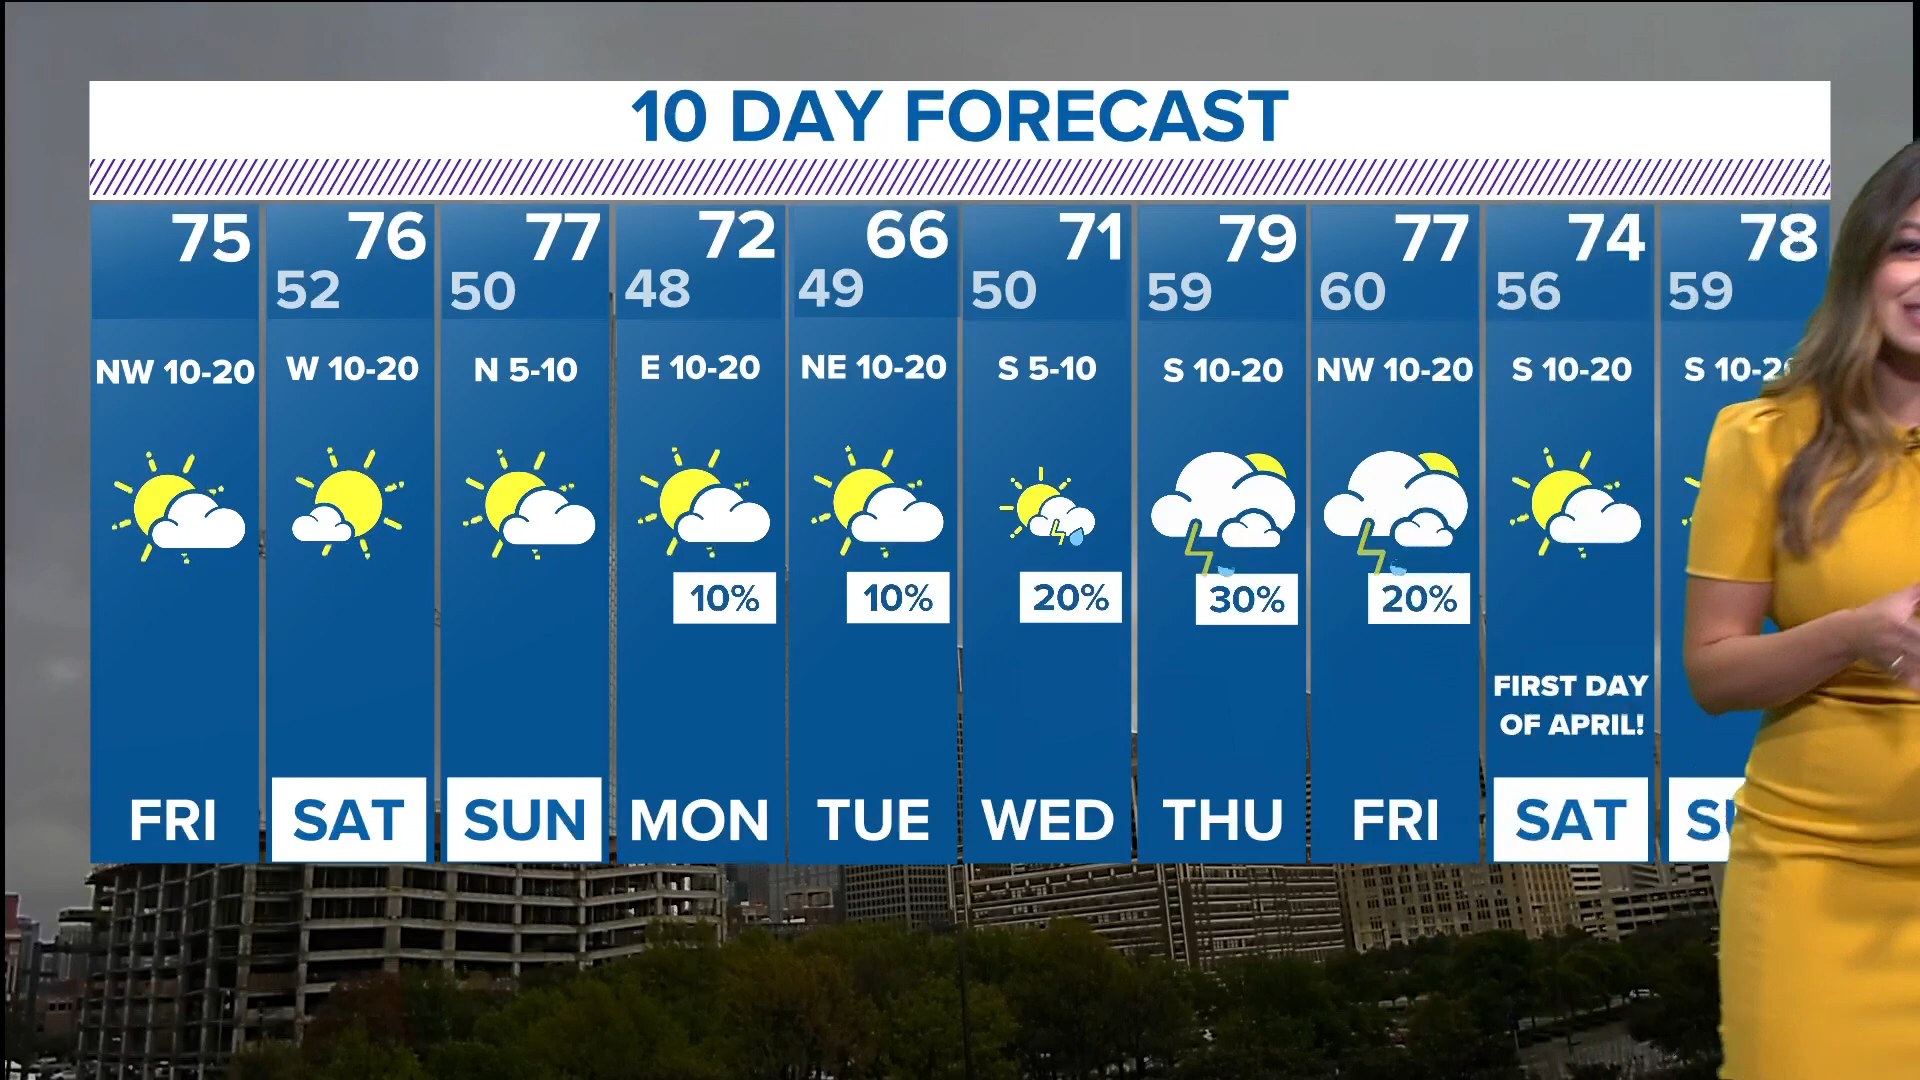 10 DAY FORECAST
75 76 77 72 66 71 79 77 74 78
52 50 48 49 50 59 60 56 59
NW 10-20 W 10-20 N 5-10 E 10-20 NE 10-20 S 5-10 S 10-20 NW 10-20 S 10-20 S 10-20
10% 10% 20% 30% 20%
FIRST DAY
OF APRIL!
FRI SAT SUN MON TUE WED THU FRI SAT